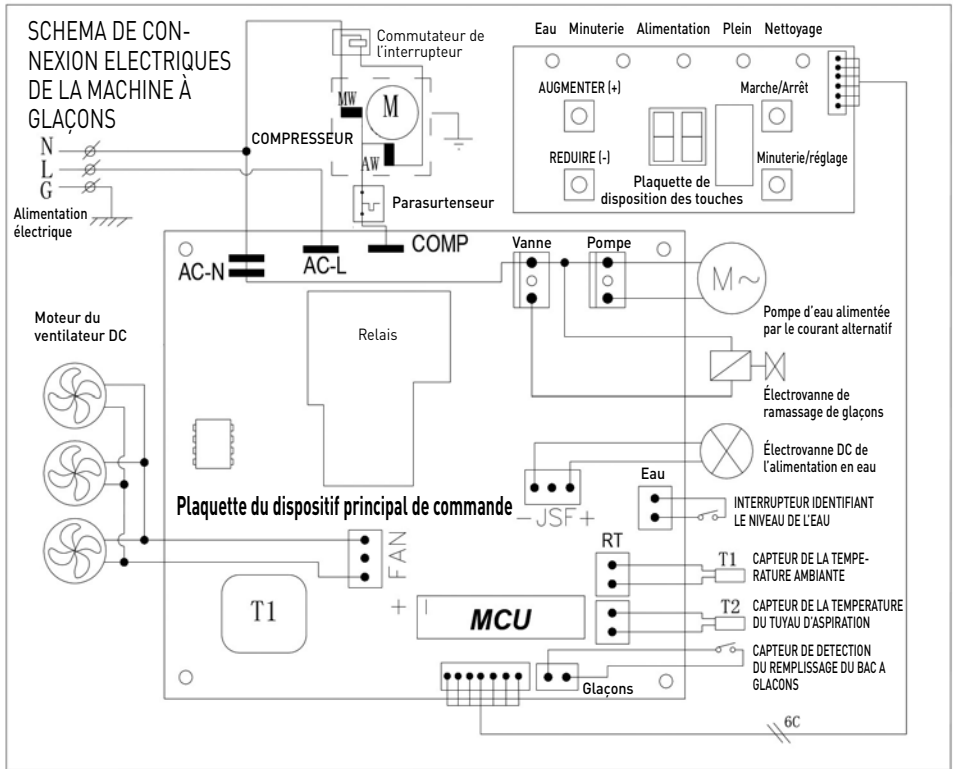 SCHEMA DE CON-
NEXION ELECTRIQUES
DE LA MACHINE À
GLAÇONS
N
L
G
Alimentation
électrique
Commutateur de
l'interrupteur
MW
M
AW
COMPRESSEUR
Parasurtenseur
Eau Minuterie Alimentation Plein Nettoyage
AUGMENTER (+)
Marche/Arrêt
REDUIRE (-)
Minuterie/réglage
Plaquette de
disposition des touches
AC-N
AC-L
COMP
Vanne
Pompe
M~
Pompe d'eau alimentée
par le courant alternatif
Moteur du
ventilateur DC
Relais
Électrovanne de
ramassage de glaçons
Électrovanne DC de
l'alimentation en eau
Plaquette du dispositif principal de commande
-JSF+
Eau
INTERRUPTEUR IDENTIFIANT
LE NIVEAU DE L'EAU
FAN
RT
T1
CAPTEUR DE LA TEMPE-
RATURE AMBIANTE
T1
+
MCU
T2
CAPTEUR DE LA TEMPERATURE
DU TUYAU D'ASPIRATION
CAPTEUR DE DETECTION
DU REMPLISSAGE DU BAC A
GLACONS
Glaçons
6C